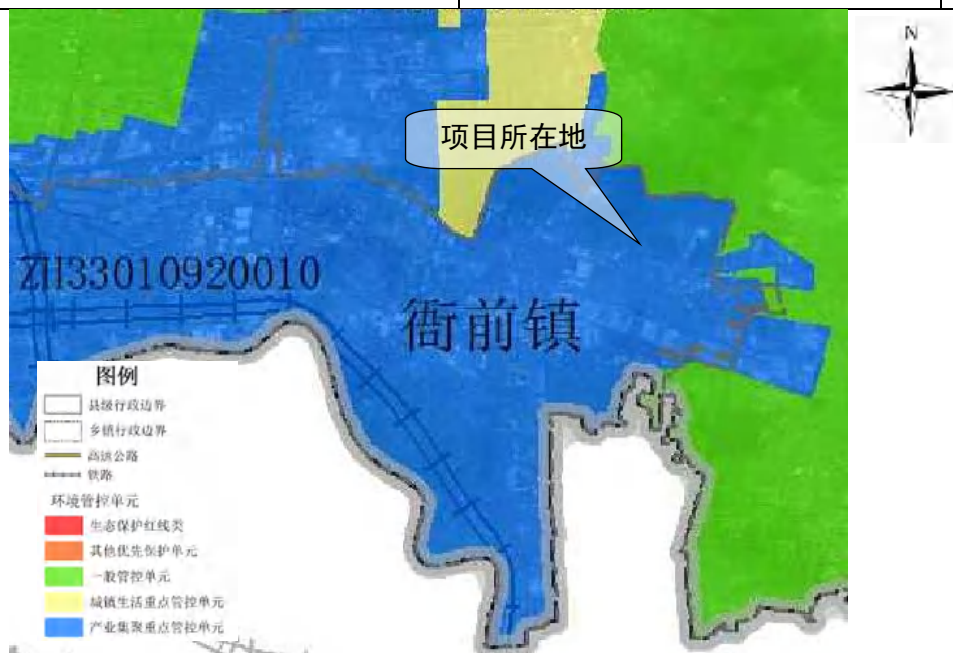 N
项目所在地
ZH33010920010
衙前镇
图例
县级行政边界
乡镇行政边界
高速公路
铁路
环境管控单元
生态保护红线类
其他优先保护单元
一般管控单元
城镇生活重点管控单元
产业集聚重点管控单元